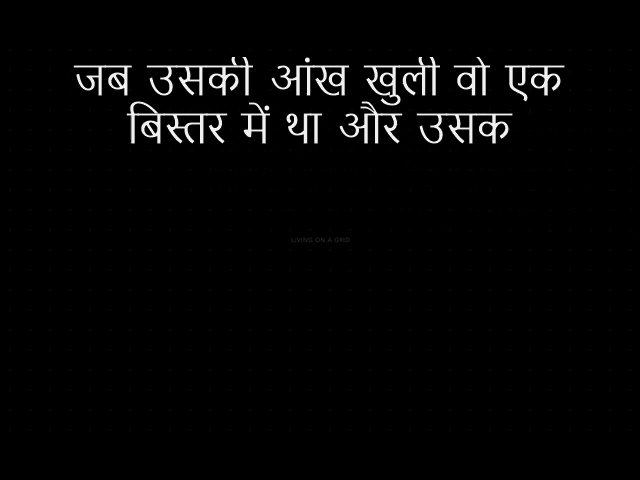 जब उसकी आंख खुली वो एक
बिस्तर में था और उसक
LIVING ON A GRID